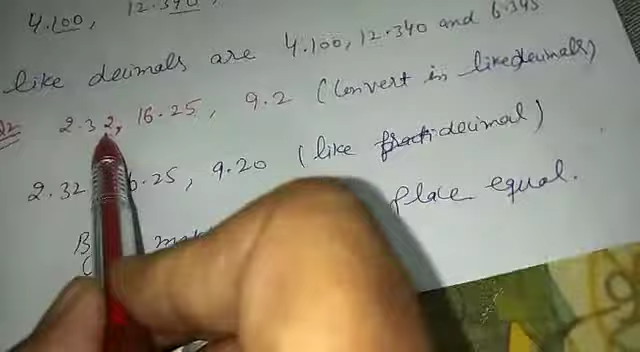 4.100, 12.340,
like decimals are 4.100, 12.340 and 6.345
2.32, 16.25, 9.2 (Convert in like decimals)
2.32 6.25, 9.20 (like decimal)
Place equal.